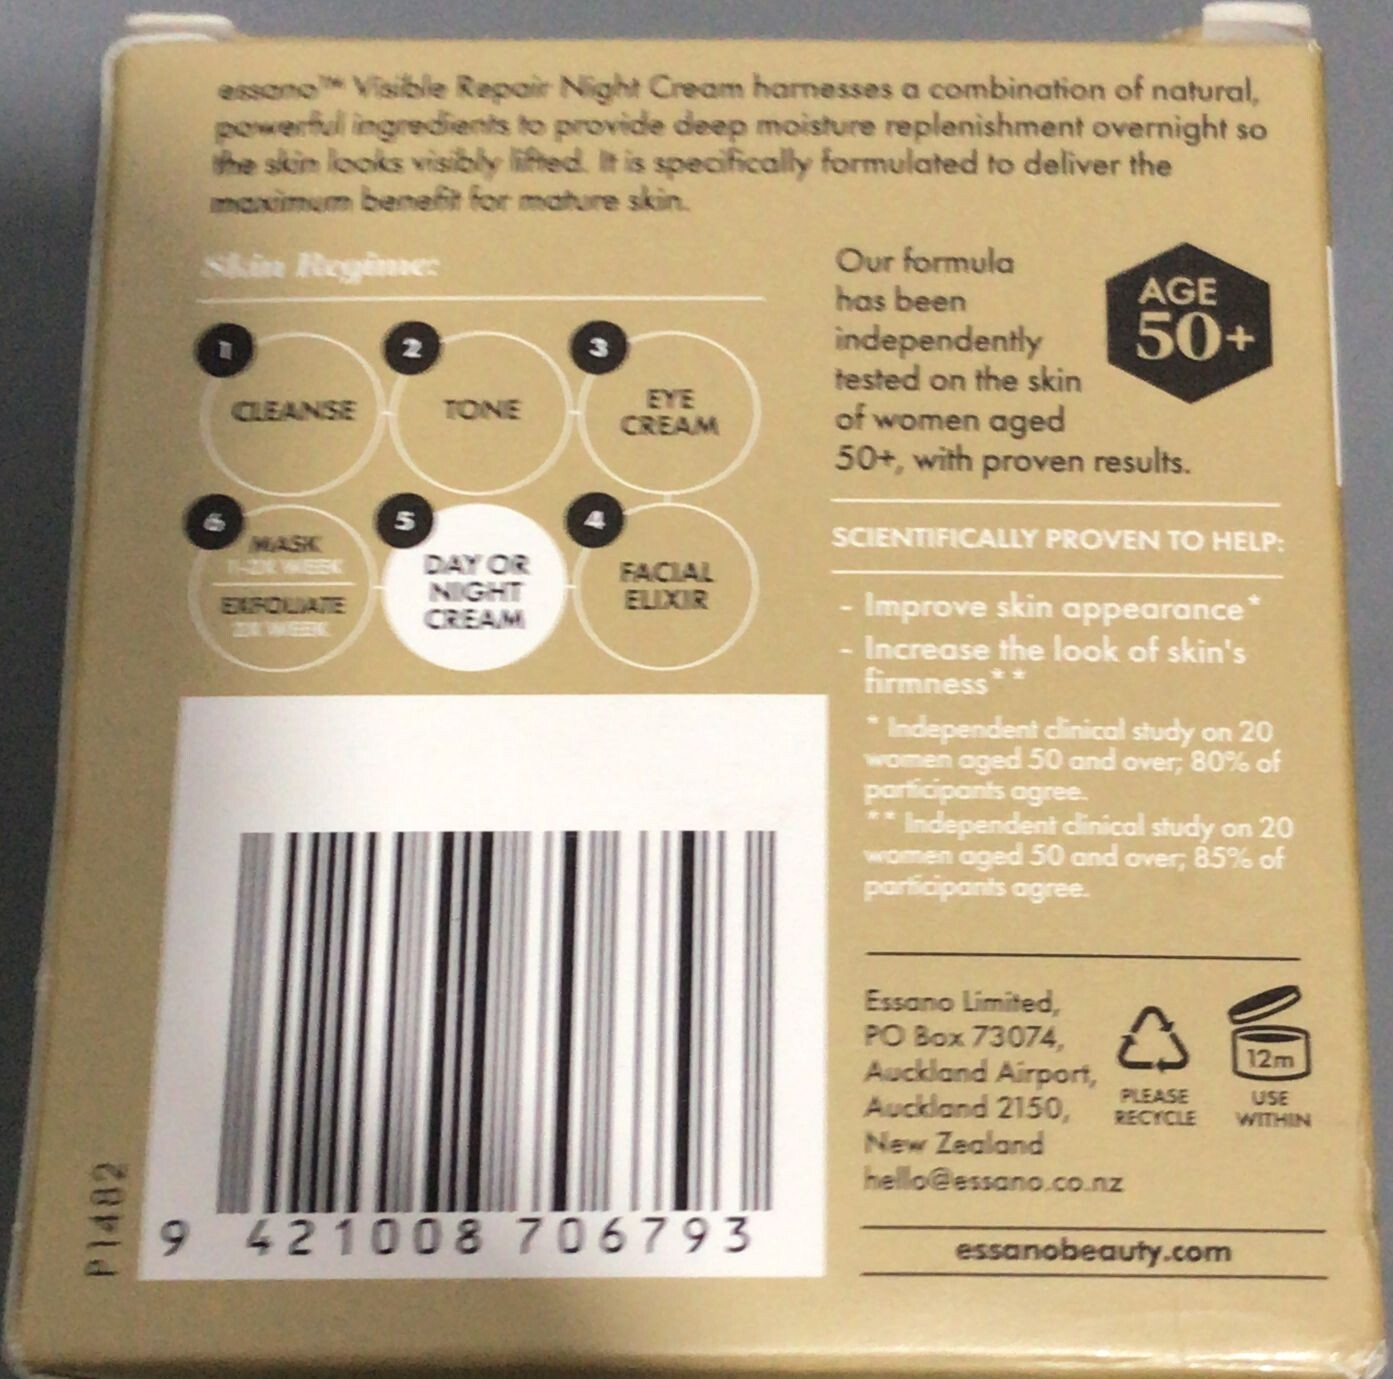 essano™ Visible Repair Night Cream harnesses a combination of natural,
powerful ingredients to provide deep moisture replenishment overnight so
the skin looks visibly lifted. It is specifically formulated to deliver the
maximum benefit for mature skin.
Skin Regime:
1
CLEANSE
2
TONE
3
EYE
CREAM
4
FACIAL
ELIXIR
5
DAY OR
NIGHT
CREAM
6
MASK
1-2X WEEK
EXFOLIATE
2X WEEK
Our formula
has been
independently
tested on the skin
of women aged
50+, with proven results.
AGE
50+
SCIENTIFICALLY PROVEN TO HELP:
- Improve skin appearance*
- Increase the look of skin's
firmness**
* Independent clinical study on 20
women aged 50 and over; 80% of
participants agree.
** Independent clinical study on 20
women aged 50 and over; 85% of
participants agree.
Essano Limited,
PO Box 73074,
Auckland Airport,
Auckland 2150,
New Zealand
hello@essano.co.nz
PLEASE
RECYCLE
12m
USE
WITHIN
essanobeauty.com
P1482
9 421008 706793